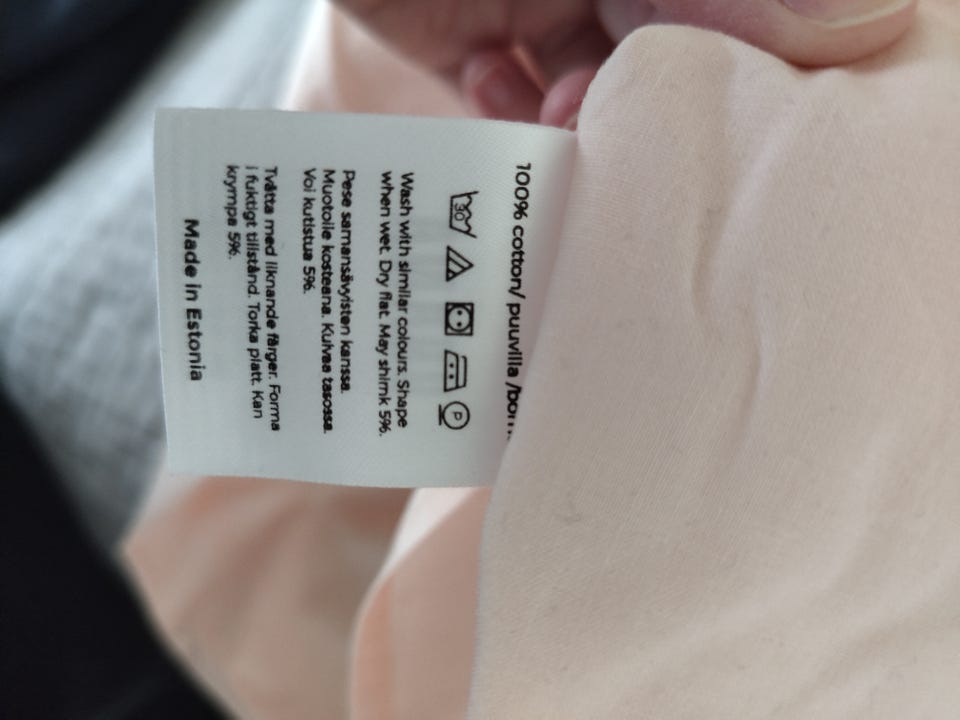 100% cotton/ puuvilla
30
P
Wash with similar colours. Shape
when wet. Dry flat. May shrink 5%.
Pese samansävyisten kanssa.
Muotoile kosteana. Kuivaa tasossa.
Voi kutistua 5%.
Tvätta med liknande färger. Forma
i fuktigt tillstånd. Torka platt. Kan
krympa 5%.
Made in Estonia